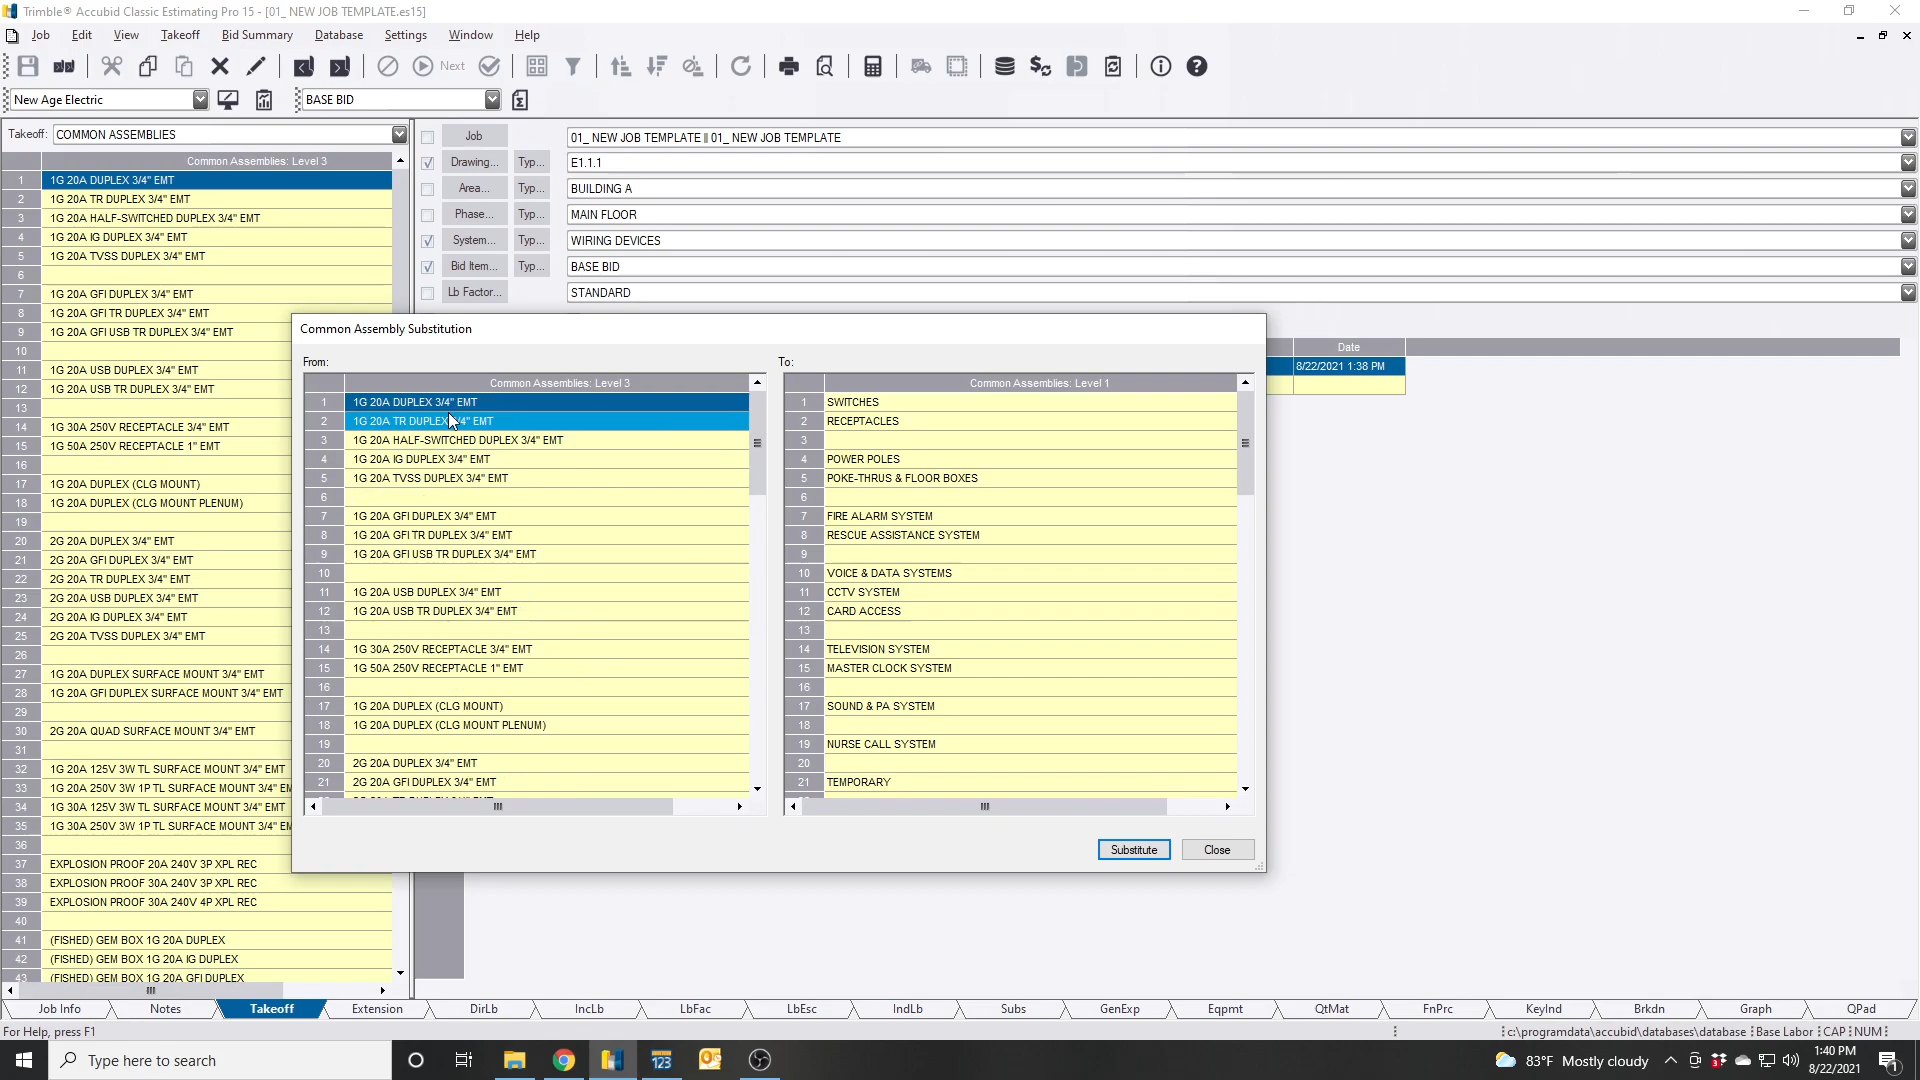 Trimble® Accubid Classic Estimating Pro 15 - [01_ NEW JOB TEMPLATE.es15]
Job Edit View Takeoff Bid Summary Database Settings Window Help
Next
New Age Electric BASE BID
Takeoff: COMMON ASSEMBLIES
Common Assemblies: Level 3
1 1G 20A DUPLEX 3/4" EMT
2 1G 20A TR DUPLEX 3/4" EMT
3 1G 20A HALF-SWITCHED DUPLEX 3/4" EMT
4 1G 20A IG DUPLEX 3/4" EMT
5 1G 20A TVSS DUPLEX 3/4" EMT
6
7 1G 20A GFI DUPLEX 3/4" EMT
8 1G 20A GFI TR DUPLEX 3/4" EMT
9 1G 20A GFI USB TR DUPLEX 3/4" EMT
10
11 1G 20A USB DUPLEX 3/4" EMT
12 1G 20A USB TR DUPLEX 3/4" EMT
13
14 1G 30A 250V RECEPTACLE 3/4" EMT
15 1G 50A 250V RECEPTACLE 1" EMT
16
17 1G 20A DUPLEX (CLG MOUNT)
18 1G 20A DUPLEX (CLG MOUNT PLENUM)
19
20 2G 20A DUPLEX 3/4" EMT
21 2G 20A GFI DUPLEX 3/4" EMT
22 2G 20A TR DUPLEX 3/4" EMT
23 2G 20A USB DUPLEX 3/4" EMT
24 2G 20A IG DUPLEX 3/4" EMT
25 2G 20A TVSS DUPLEX 3/4" EMT
26
27 1G 20A DUPLEX SURFACE MOUNT 3/4" EMT
28 1G 20A GFI DUPLEX SURFACE MOUNT 3/4" EMT
29
30 2G 20A QUAD SURFACE MOUNT 3/4" EMT
31
32 1G 20A 125V 3W TL SURFACE MOUNT 3/4" EMT
33 1G 20A 250V 3W 1P TL SURFACE MOUNT 3/4" EM
34 1G 30A 125V 3W TL SURFACE MOUNT 3/4" EMT
35 1G 30A 250V 3W 1P TL SURFACE MOUNT 3/4" EM
36
37 EXPLOSION PROOF 20A 240V 3P XPL REC
38 EXPLOSION PROOF 30A 240V 3P XPL REC
39 EXPLOSION PROOF 30A 240V 4P XPL REC
40
41 (FISHED) GEM BOX 1G 20A DUPLEX
42 (FISHED) GEM BOX 1G 20A IG DUPLEX
43 (FISHED) GEM BOX 1G 20A GFI DUPLEX
Job 01_ NEW JOB TEMPLATE || 01_ NEW JOB TEMPLATE
Drawing... Typ... E1.1.1
Area... Typ... BUILDING A
Phase... Typ... MAIN FLOOR
System... Typ... WIRING DEVICES
Bid Item... Typ... BASE BID
Lb Factor... STANDARD
Date
8/22/2021 1:38 PM
Common Assembly Substitution
From:
Common Assemblies: Level 3
1 1G 20A DUPLEX 3/4" EMT
2 1G 20A TR DUPLEX 3/4" EMT
3 1G 20A HALF-SWITCHED DUPLEX 3/4" EMT
4 1G 20A IG DUPLEX 3/4" EMT
5 1G 20A TVSS DUPLEX 3/4" EMT
6
7 1G 20A GFI DUPLEX 3/4" EMT
8 1G 20A GFI TR DUPLEX 3/4" EMT
9 1G 20A GFI USB TR DUPLEX 3/4" EMT
10
11 1G 20A USB DUPLEX 3/4" EMT
12 1G 20A USB TR DUPLEX 3/4" EMT
13
14 1G 30A 250V RECEPTACLE 3/4" EMT
15 1G 50A 250V RECEPTACLE 1" EMT
16
17 1G 20A DUPLEX (CLG MOUNT)
18 1G 20A DUPLEX (CLG MOUNT PLENUM)
19
20 2G 20A DUPLEX 3/4" EMT
21 2G 20A GFI DUPLEX 3/4" EMT
To:
Common Assemblies: Level 1
1 SWITCHES
2 RECEPTACLES
3
4 POWER POLES
5 POKE-THRUS & FLOOR BOXES
6
7 FIRE ALARM SYSTEM
8 RESCUE ASSISTANCE SYSTEM
9
10 VOICE & DATA SYSTEMS
11 CCTV SYSTEM
12 CARD ACCESS
13
14 TELEVISION SYSTEM
15 MASTER CLOCK SYSTEM
16
17 SOUND & PA SYSTEM
18
19 NURSE CALL SYSTEM
20
21 TEMPORARY
Substitute Close
Job Info Notes Takeoff Extension DirLb IncLb LbFac LbEsc IndLb Subs GenExp Eqpmt QtMat FnPrc KeyInd Brkdn Graph QPad
For Help, press F1
c:\programdata\accubid\databases\database Base Labor CAP NUM
Type here to search
123
83°F Mostly cloudy
1:40 PM
8/22/2021
1